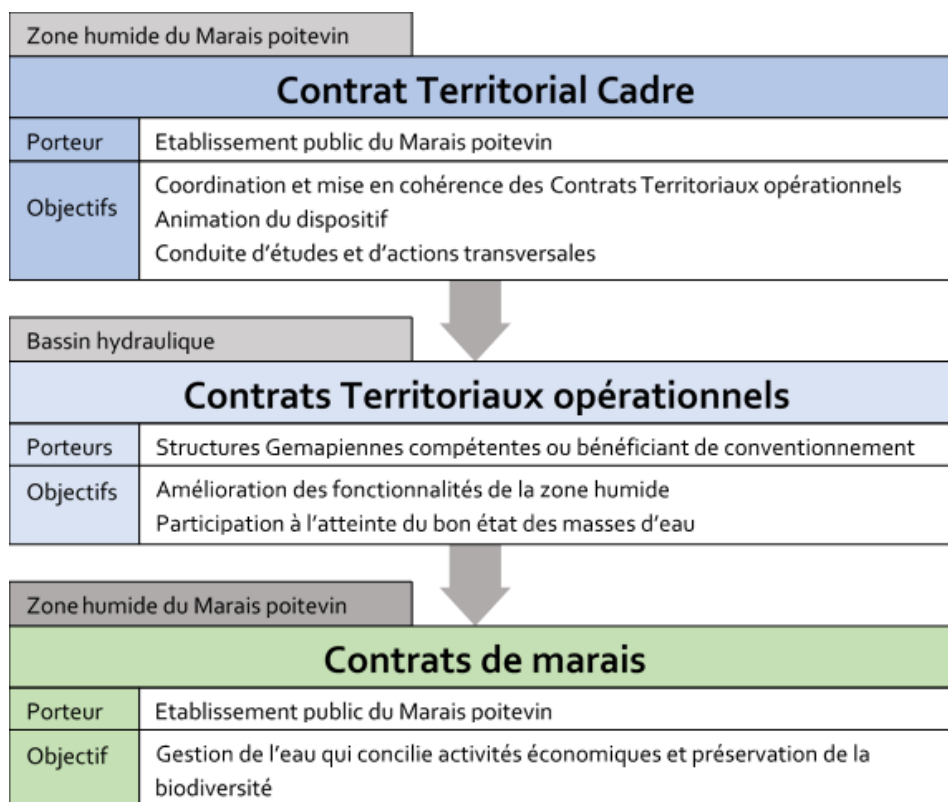 Zone humide du Marais poitevin
Contrat Territorial Cadre
Porteur
Etablissement public du Marais poitevin
Objectifs
Coordination et mise en cohérence des Contrats Territoriaux opérationnels
Animation du dispositif
Conduite d'études et d'actions transversales
Bassin hydraulique
Contrats Territoriaux opérationnels
Porteurs
Structures Gemapiennes compétentes ou bénéficiant de conventionnement
Objectifs
Amélioration des fonctionnalités de la zone humide
Participation à l'atteinte du bon état des masses d'eau
Zone humide du Marais poitevin
Contrats de marais
Porteur
Etablissement public du Marais poitevin
Objectif
Gestion de l'eau qui concilie activités économiques et préservation de la
biodiversité